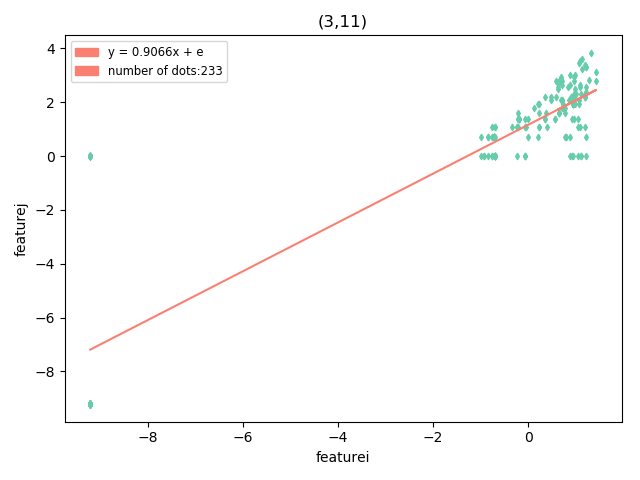 (3,11)
y = 0.9066x + e
number of dots:233
4
2
0
−2
−4
−6
−8
featurej
−8 −6 −4 −2 0
featurei